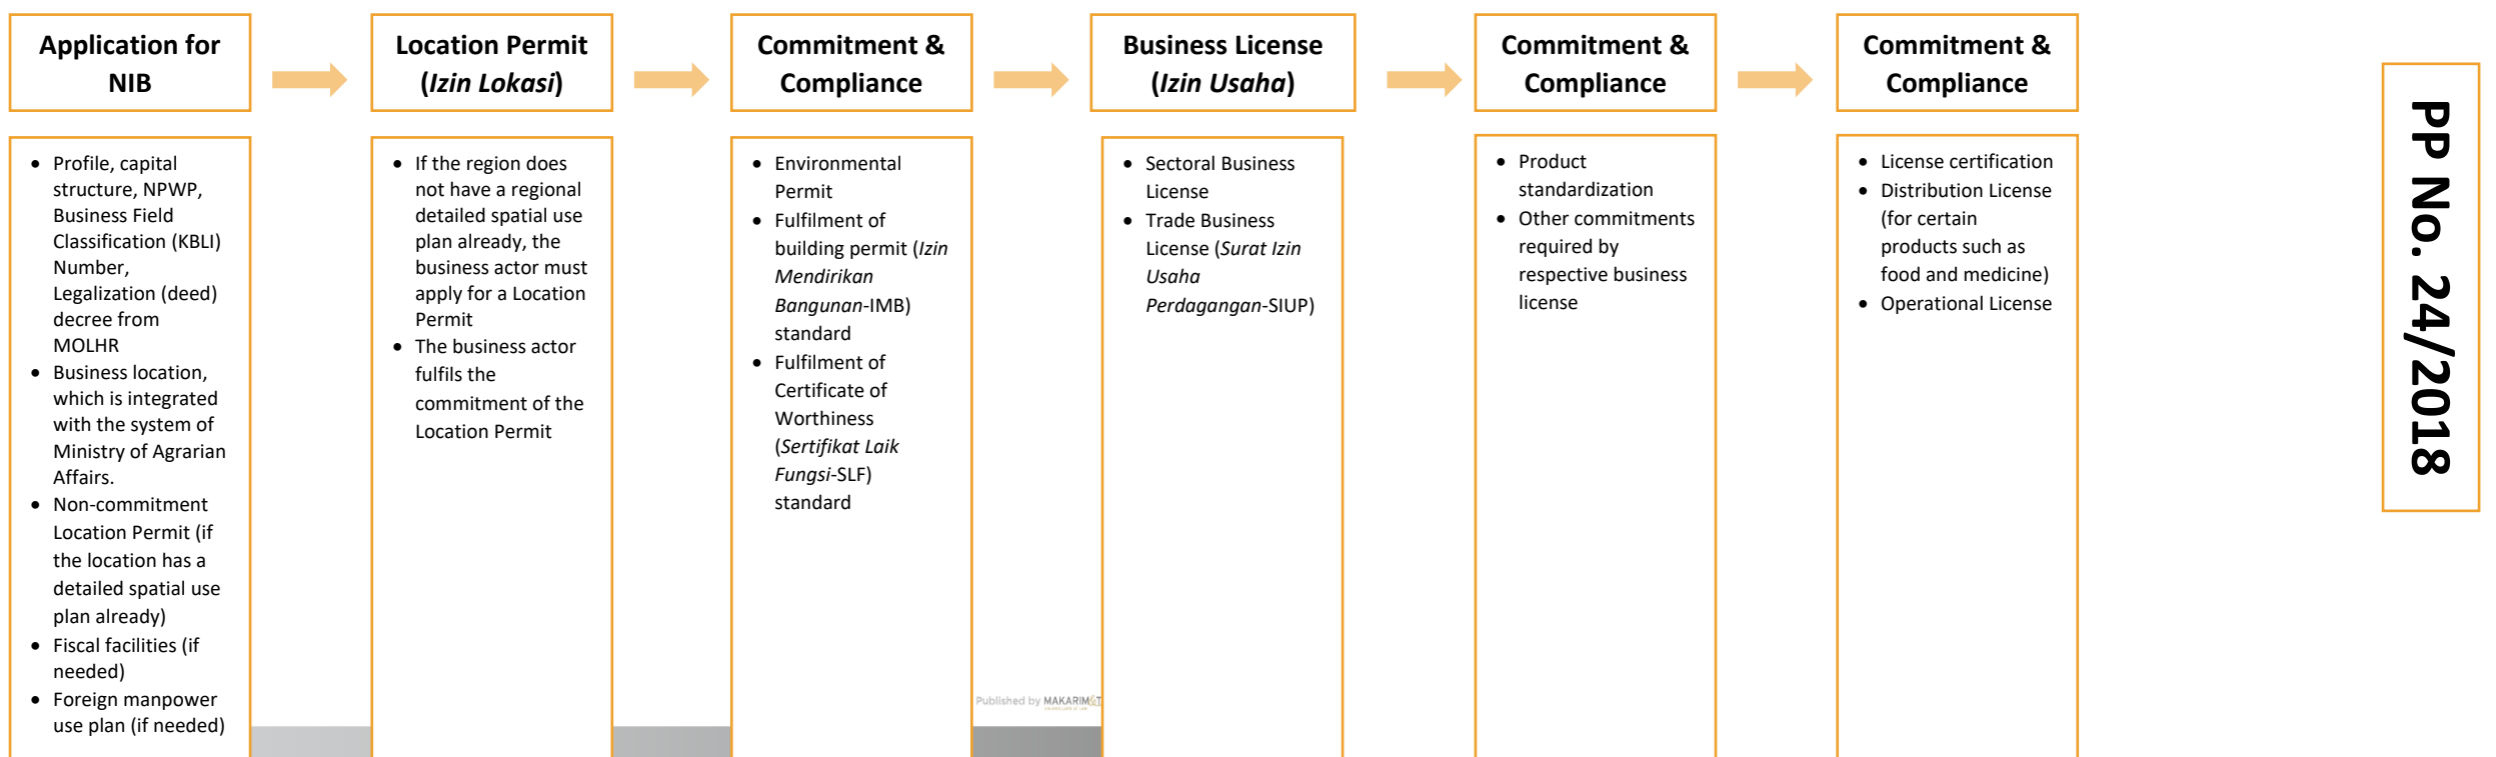 Application for
NIB
Location Permit
(Izin Lokasi)
Commitment &
Compliance
Business License
(Izin Usaha)
Commitment &
Compliance
Commitment &
Compliance
• Profile, capital
structure, NPWP,
Business Field
Classification (KBLI)
Number,
Legalization (deed)
decree from
MOLHR
• Business location,
which is integrated
with the system of
Ministry of Agrarian
Affairs.
• Non-commitment
Location Permit (if
the location has a
detailed spatial use
plan already)
• Fiscal facilities (if
needed)
• Foreign manpower
use plan (if needed)
• If the region does
not have a regional
detailed spatial use
plan already, the
business actor must
apply for a Location
Permit
• The business actor
fulfils the
commitment of the
Location Permit
• Environmental
Permit
• Fulfilment of
building permit (Izin
Mendirikan
Bangunan-IMB)
standard
• Fulfilment of
Certificate of
Worthiness
(Sertifikat Laik
Fungsi-SLF)
standard
• Sectoral Business
License
• Trade Business
License (Surat Izin
Usaha
Perdagangan-SIUP)
• Product
standardization
• Other commitments
required by
respective business
license
• License certification
• Distribution License
(for certain
products such as
food and medicine)
• Operational License
PP No. 24/2018
Published by MAKARIM&T